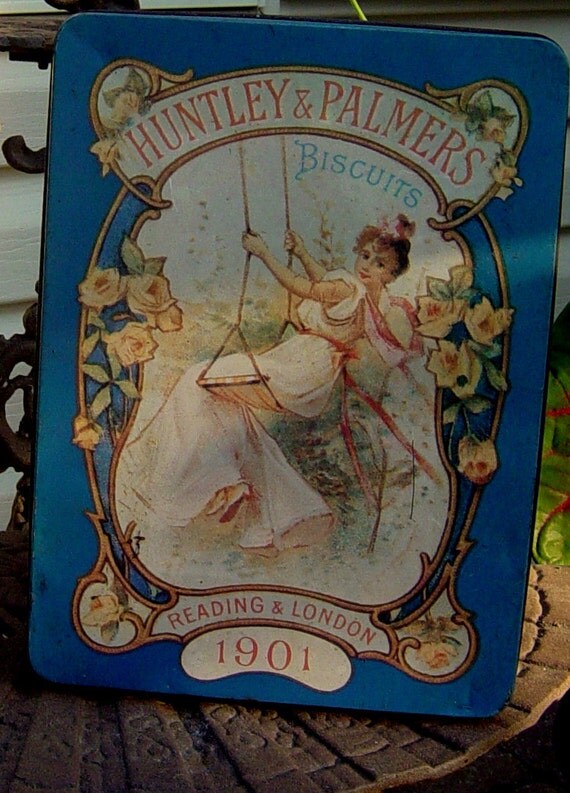 HUNTLEY & PALMERS
BISCUITS
READING & LONDON
1901